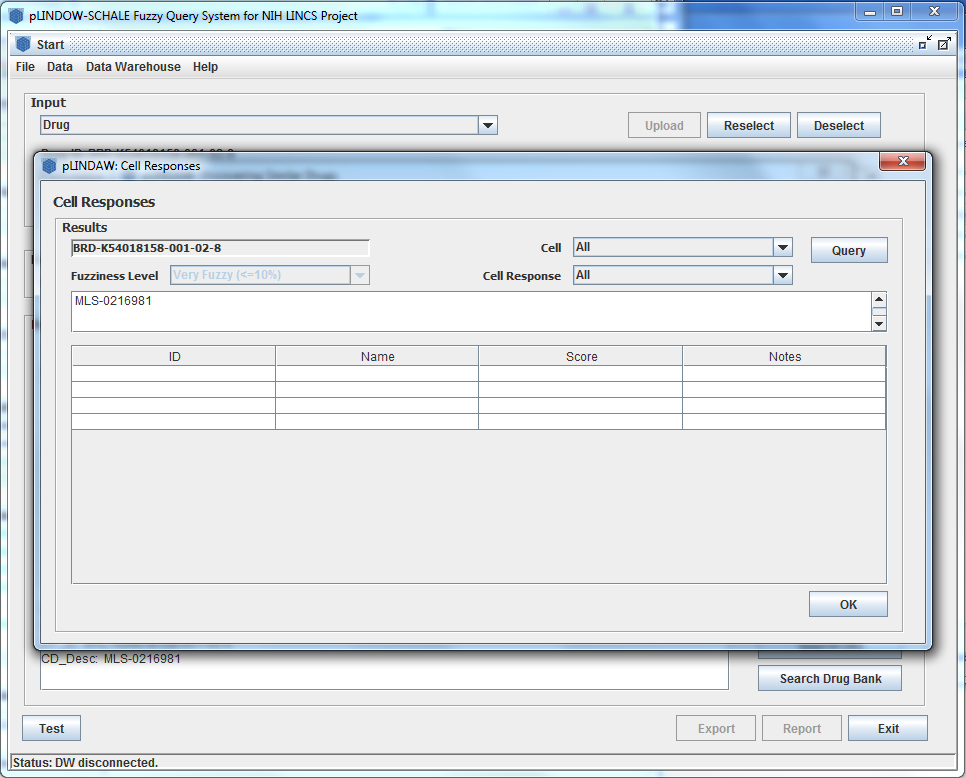 pLINDOW-SCHALE Fuzzy Query System for NIH LINCS Project
Start
File Data Data Warehouse Help
Input
Drug
Upload Reselect Deselect
pLINDAW: Cell Responses
Cell Responses
Results
BRD-K54018158-001-02-8
Cell All Query
Fuzziness Level Very Fuzzy (<=10%) Cell Response All
MLS-0216981
ID Name Score Notes
OK
CD_Desc: MLS-0216981
Search Drug Bank
Test Export Report Exit
Status: DW disconnected.